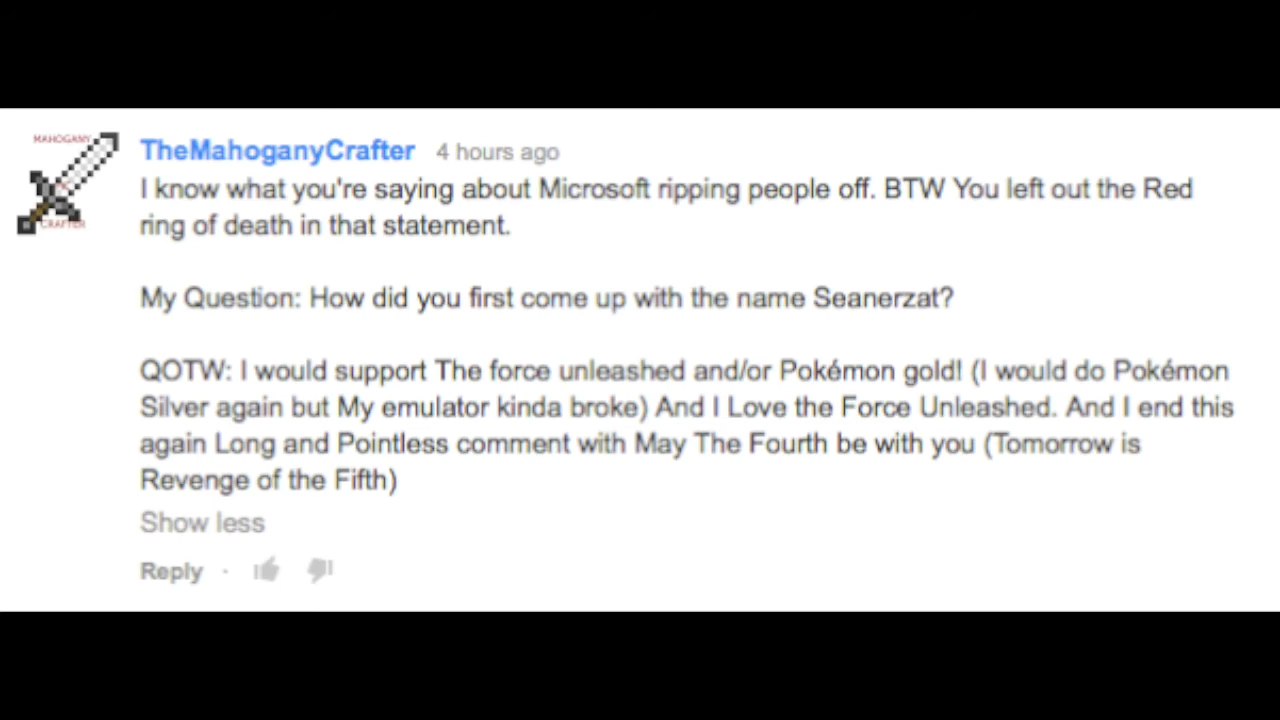 MAHOGANY
CRAFTER
TheMahoganyCrafter 4 hours ago
I know what you're saying about Microsoft ripping people off. BTW You left out the Red
ring of death in that statement.
My Question: How did you first come up with the name Seanerzat?
QOTW: I would support The force unleashed and/or Pokémon gold! (I would do Pokémon
Silver again but My emulator kinda broke) And I Love the Force Unleashed. And I end this
again Long and Pointless comment with May The Fourth be with you (Tomorrow is
Revenge of the Fifth)
Show less
Reply ·